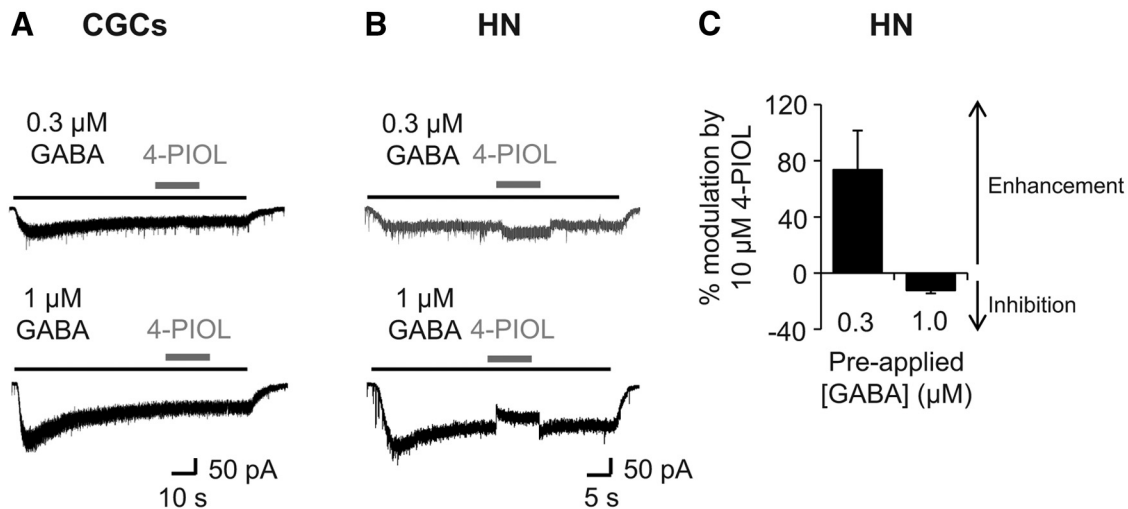 A CGCs
0.3 µM
GABA 4-PIOL
1 µM
GABA 4-PIOL
50 pA
10 s
B HN
0.3 µM
GABA 4-PIOL
1 µM
GABA 4-PIOL
50 pA
5 s
C HN
% modulation by
10 µM 4-PIOL
120
80
40
0
-40
Enhancement
Inhibition
0.3 1.0
Pre-applied
[GABA] (µM)